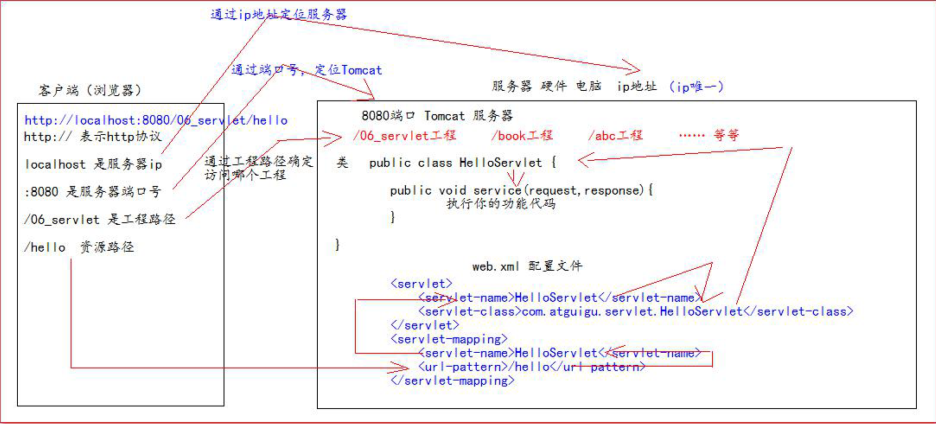 通过ip地址定位服务器
通过端口号，定位Tomcat
客户端（浏览器）
服务器 硬件 电脑 ip地址 （ip唯一）
http://localhost:8080/06_servlet/hello
http:// 表示http协议
localhost 是服务器ip
:8080 是服务器端口号
/06_servlet 是工程路径
/hello 资源路径
通过工程路径确定
访问哪个工程
8080端口 Tomcat 服务器
/06_servlet工程 /book工程 /abc工程 …… 等等
类 public class HelloServlet {
public void service(request,response){
执行你的功能代码
}
}
web.xml 配置文件
<servlet>
<servlet-name>HelloServlet</servlet-name>
<servlet-class>com.atguigu.servlet.HelloServlet</servlet-class>
</servlet>
<servlet-mapping>
<servlet-name>HelloServlet</servlet-name>
<url-pattern>/hello</url-pattern>
</servlet-mapping>